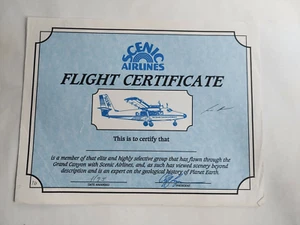 SCENIC
AIRLINES
FLIGHT CERTIFICATE
This is to certify that
is a member of that elite and highly selective group that has flown through the
Grand Canyon with Scenic Airlines, and, as such has viewed scenery beyond
description and is an expert on the geological history of Planet Earth.
DATE AWARDED